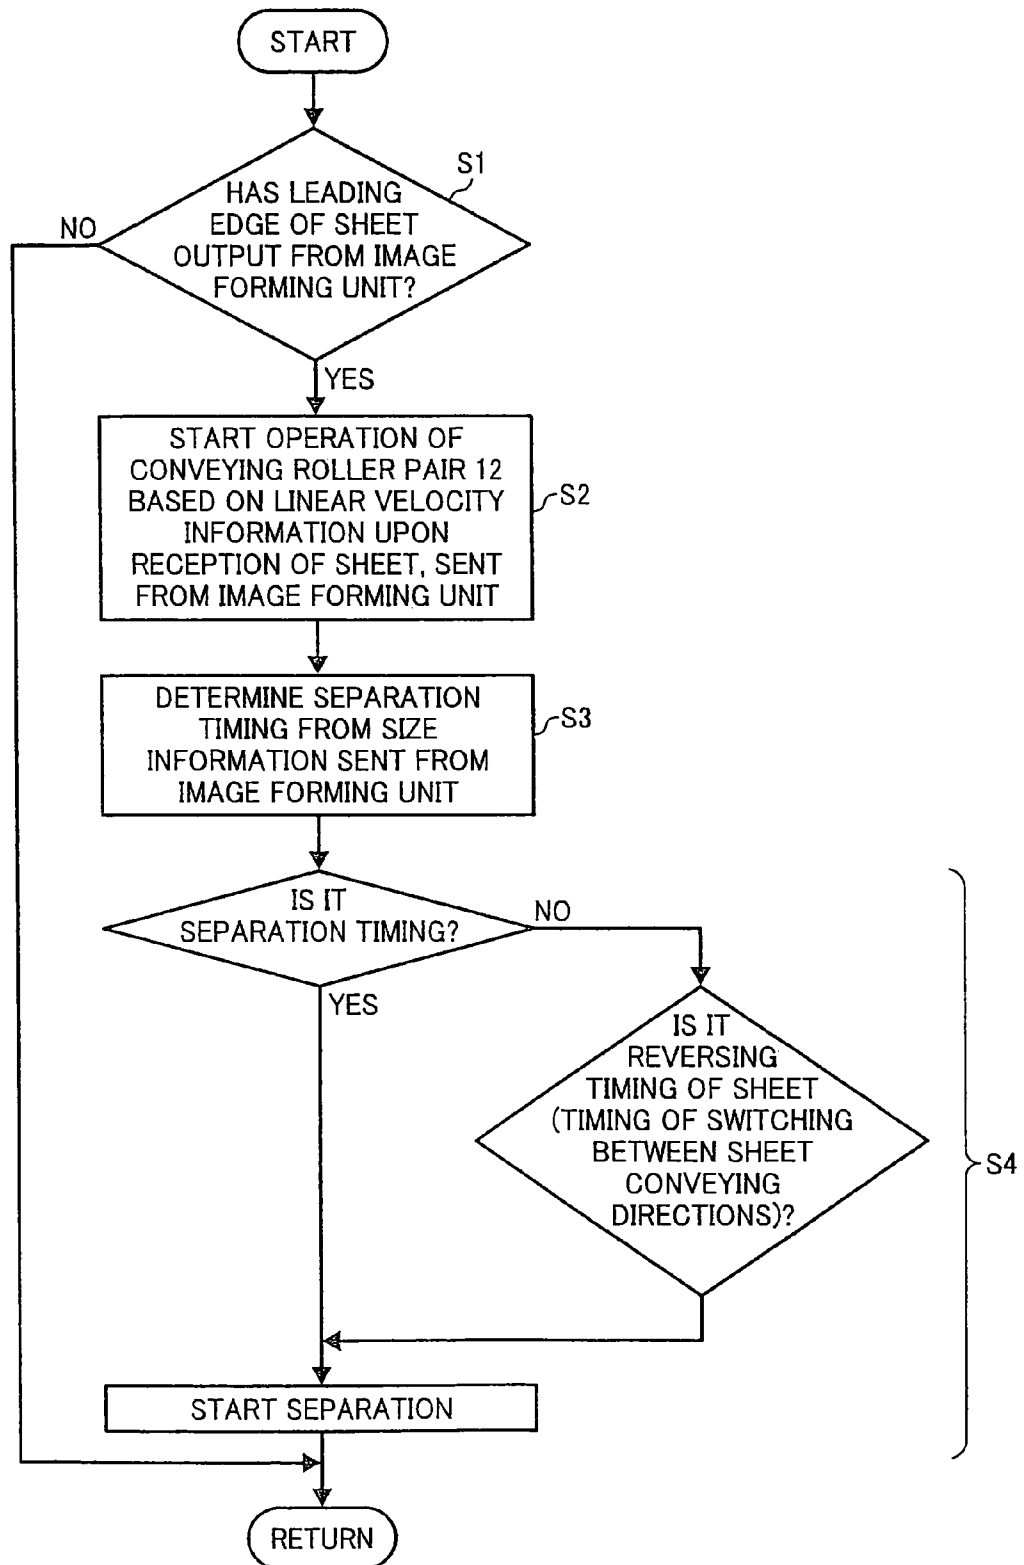 START
HAS LEADING
EDGE OF SHEET
OUTPUT FROM IMAGE
FORMING UNIT?
S1
NO
YES
START OPERATION OF
CONVEYING ROLLER PAIR 12
BASED ON LINEAR VELOCITY
INFORMATION UPON
RECEPTION OF SHEET, SENT
FROM IMAGE FORMING UNIT
S2
DETERMINE SEPARATION
TIMING FROM SIZE
INFORMATION SENT FROM
IMAGE FORMING UNIT
S3
IS IT
SEPARATION TIMING?
NO
YES
IS IT
REVERSING
TIMING OF SHEET
(TIMING OF SWITCHING
BETWEEN SHEET
CONVEYING
DIRECTIONS)?
S4
START SEPARATION
RETURN